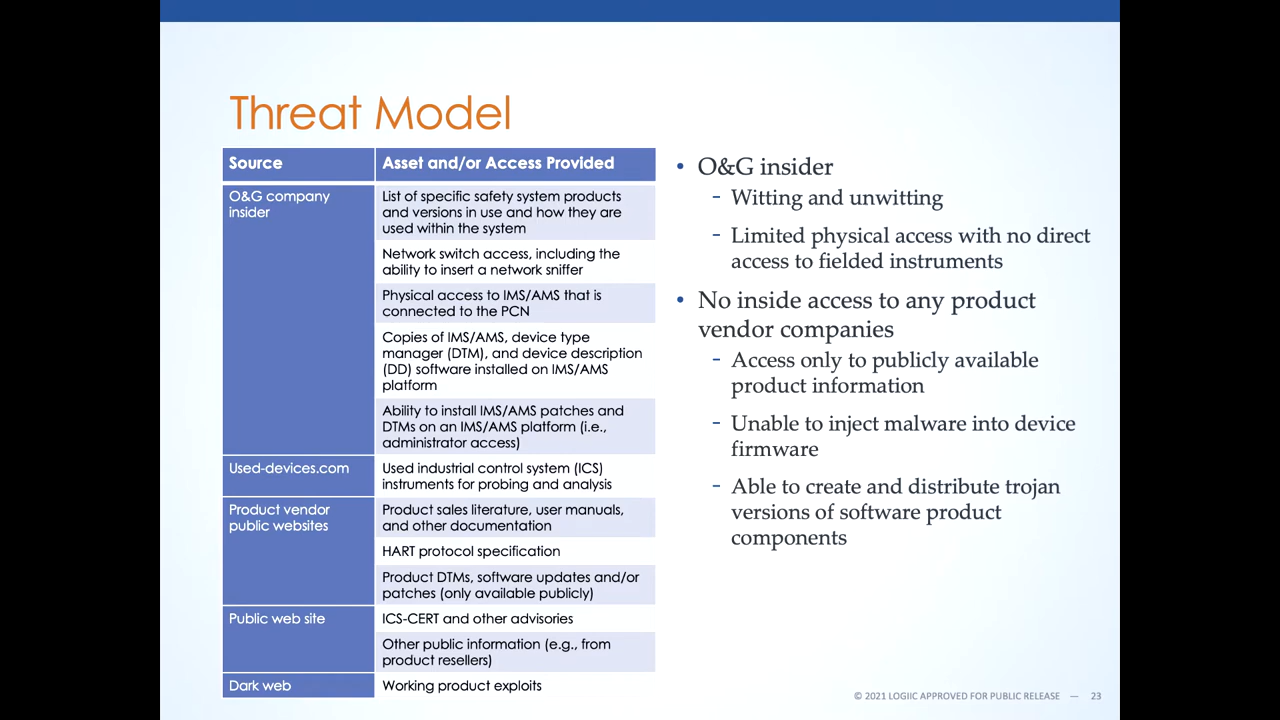 Threat Model
Source
Asset and/or Access Provided
O&G company
insider
List of specific safety system products
and versions in use and how they are
used within the system
Network switch access, including the
ability to insert a network sniffer
Physical access to IMS/AMS that is
connected to the PCN
Copies of IMS/AMS, device type
manager (DTM), and device description
(DD) software installed on IMS/AMS
platform
Ability to install IMS/AMS patches and
DTMs on an IMS/AMS platform (i.e.,
administrator access)
Used-devices.com
Used industrial control system (ICS)
instruments for probing and analysis
Product vendor
public websites
Product sales literature, user manuals,
and other documentation
HART protocol specification
Product DTMs, software updates and/or
patches (only available publicly)
Public web site
ICS-CERT and other advisories
Other public information (e.g., from
product resellers)
Dark web
Working product exploits
• O&G insider
- Witting and unwitting
- Limited physical access with no direct
access to fielded instruments
• No inside access to any product
vendor companies
- Access only to publicly available
product information
- Unable to inject malware into device
firmware
- Able to create and distribute trojan
versions of software product
components
© 2021 LOGIIC APPROVED FOR PUBLIC RELEASE — 23